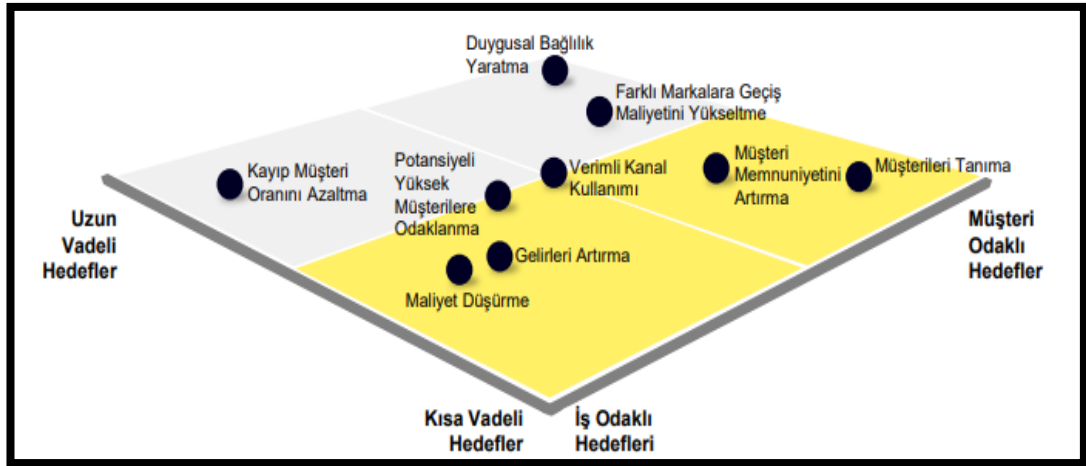 Duygusal Bağlılık
Yaratma
Farklı Markalara Geçiş
Maliyetini Yükseltme
Kayıp Müşteri
Oranını Azaltma
Potansiyeli
Yüksek
Müşterilere
Odaklanma
Verimli Kanal
Kullanımı
Müşteri
Memnuniyetini
Artırma
Müşterileri Tanıma
Gelirleri Artırma
Maliyet Düşürme
Uzun
Vadeli
Hedefler
Müşteri
Odaklı
Hedefler
Kısa Vadeli
Hedefler
İş Odaklı
Hedefleri